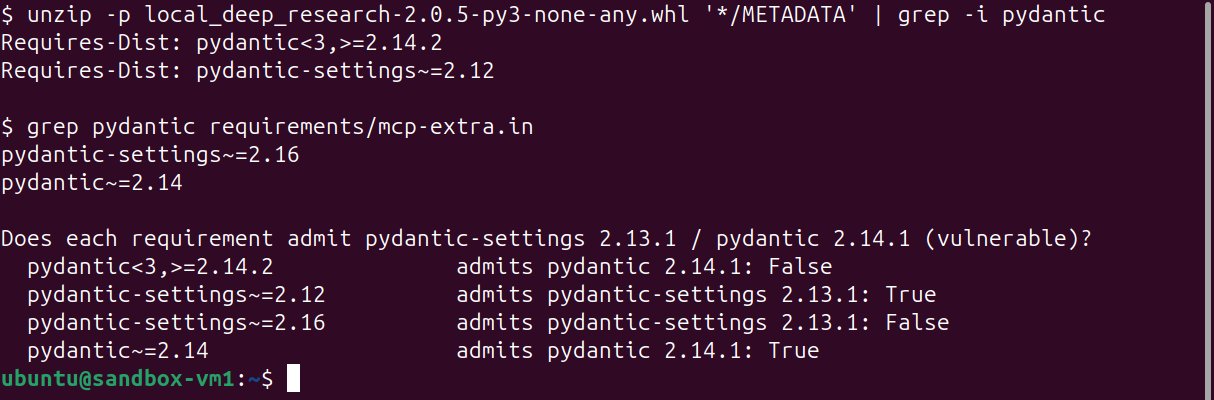 $ unzip -p local_deep_research-2.0.5-py3-none-any.whl '*/METADATA' | grep -i pydantic
Requires-Dist: pydantic<3,>=2.14.2
Requires-Dist: pydantic-settings~=2.12

$ grep pydantic requirements/mcp-extra.in
pydantic-settings~=2.16
pydantic~=2.14

Does each requirement admit pydantic-settings 2.13.1 / pydantic 2.14.1 (vulnerable)?
  pydantic<3,>=2.14.2              admits pydantic 2.14.1: False
  pydantic-settings~=2.12          admits pydantic-settings 2.13.1: True
  pydantic-settings~=2.16          admits pydantic-settings 2.13.1: False
  pydantic~=2.14                   admits pydantic 2.14.1: True
ubuntu@sandbox-vm1:~$